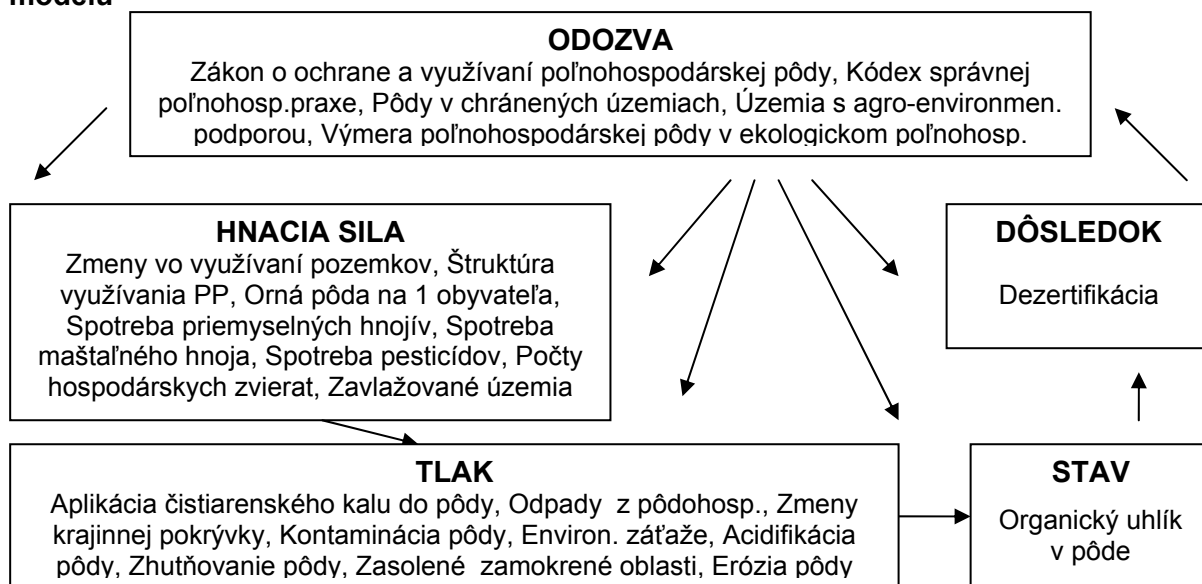 modelu
ODOZVA
Zákon o ochrane a využívaní poľnohospodárskej pôdy, Kódex správnej
poľnohosp.praxe, Pôdy v chránených územiach, Územia s agro-environmen.
podporou, Výmera poľnohospodárskej pôdy v ekologickom poľnohosp.
HNACIA SILA
Zmeny vo využívaní pozemkov, Štruktúra
využívania PP, Orná pôda na 1 obyvateľa,
Spotreba priemyselných hnojív, Spotreba
maštaľného hnoja, Spotreba pesticídov, Počty
hospodárskych zvierat, Zavlažované územia
DÔSLEDOK
Dezertifikácia
TLAK
Aplikácia čistiarenského kalu do pôdy, Odpady z pôdohosp., Zmeny
krajinnej pokrývky, Kontaminácia pôdy, Environ. záťaže, Acidifikácia
pôdy, Zhutňovanie pôdy, Zasolené zamokrené oblasti, Erózia pôdy
STAV
Organický uhlík
v pôde